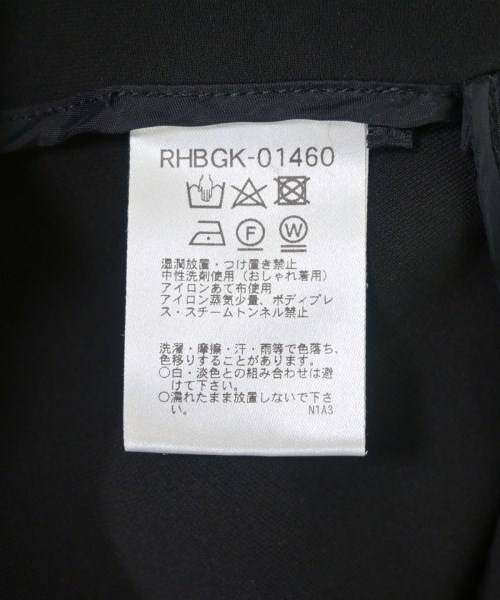 RHBGK-01460
F W
湿潤放置・つけ置き禁止
中性洗剤使用（おしゃれ着用）
アイロンあて布使用
アイロン蒸気少量、ボディプレ
ス・スチームトンネル禁止
洗濯・摩擦・汗・雨等で色落ち、
色移りすることがあります。
○白・淡色との組み合わせは避
けて下さい。
○濡れたまま放置しないで下さ
い。 N1A3